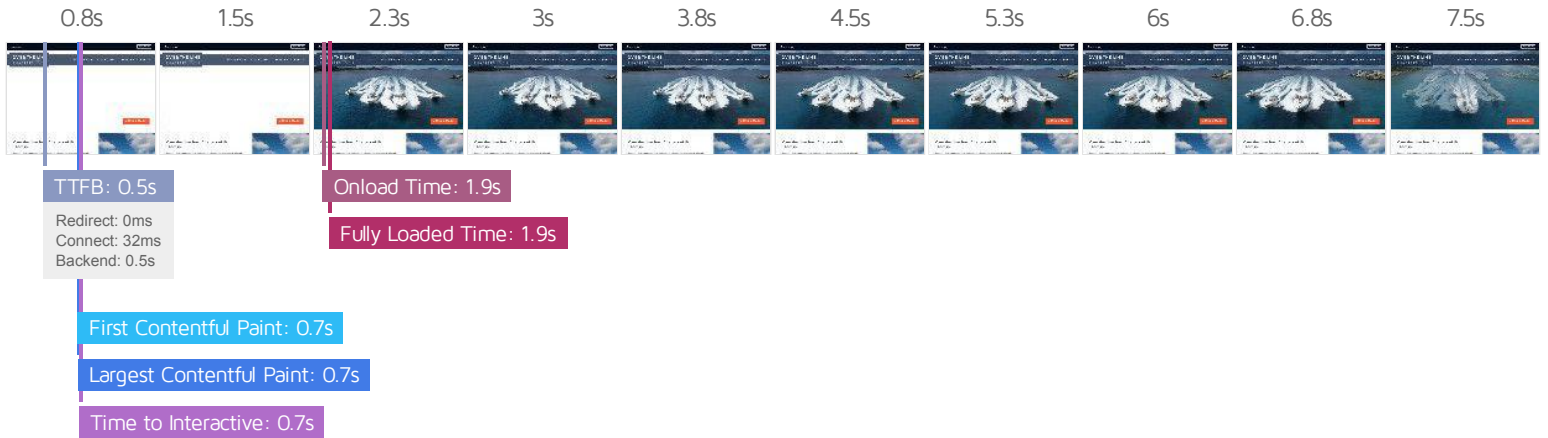 0.8s 1.5s 2.3s 3s 3.8s 4.5s 5.3s 6s 6.8s 7.5s
TTFB: 0.5s
Redirect: 0ms
Connect: 32ms
Backend: 0.5s
Onload Time: 1.9s
Fully Loaded Time: 1.9s
First Contentful Paint: 0.7s
Largest Contentful Paint: 0.7s
Time to Interactive: 0.7s